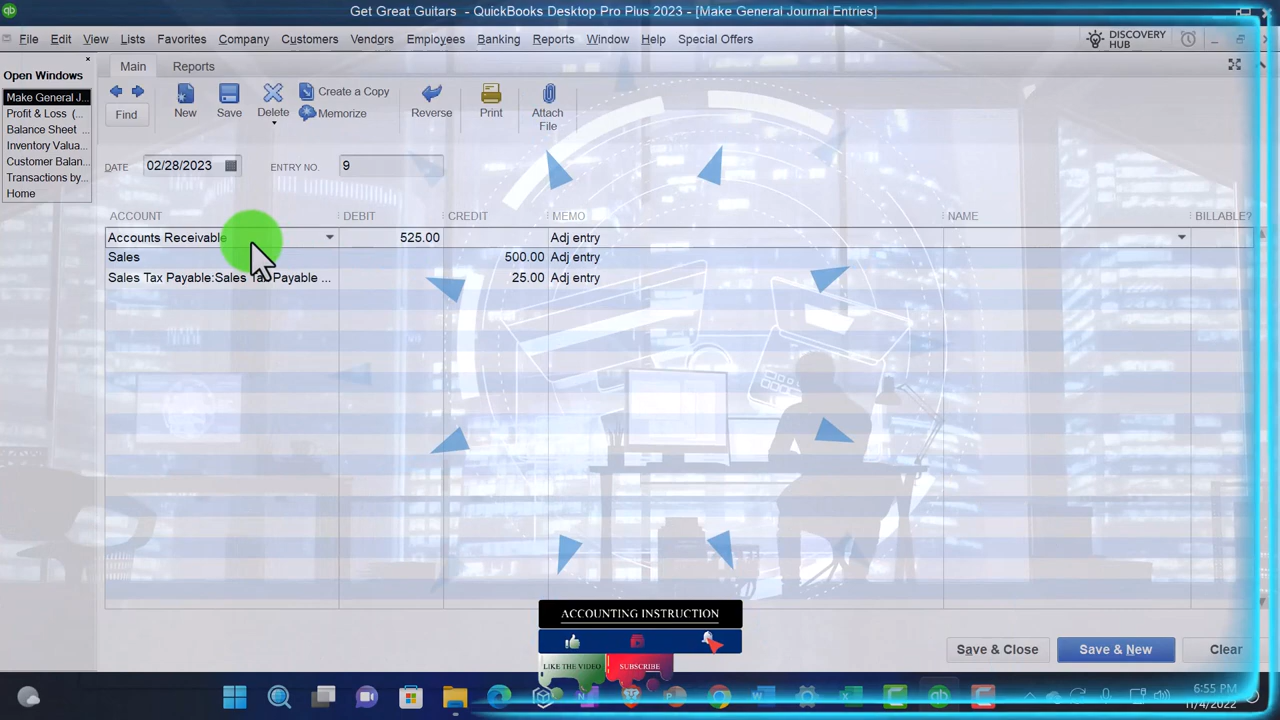 Get Great Guitars - QuickBooks Desktop Pro Plus 2023 - [Make General Journal Entries]
File Edit View Lists Favorites Company Customers Vendors Employees Banking Reports Window Help Special Offers DISCOVERY HUB
Open Windows
Make General J...
Profit & Loss (...
Balance Sheet ...
Inventory Valua...
Customer Balan...
Transactions by...
Home
Main Reports
Find New Save Delete Create a Copy Memorize Reverse Print Attach File
DATE 02/28/2023 ENTRY NO. 9
ACCOUNT DEBIT CREDIT MEMO NAME BILLABLE?
Accounts Receivable 525.00 Adj entry
Sales 500.00 Adj entry
Sales Tax Payable:Sales Tax Payable ... 25.00 Adj entry
ACCOUNTING INSTRUCTION
LIKE THE VIDEO SUBSCRIBE
Save & Close Save & New Clear
6:55 PM
11/4/2022